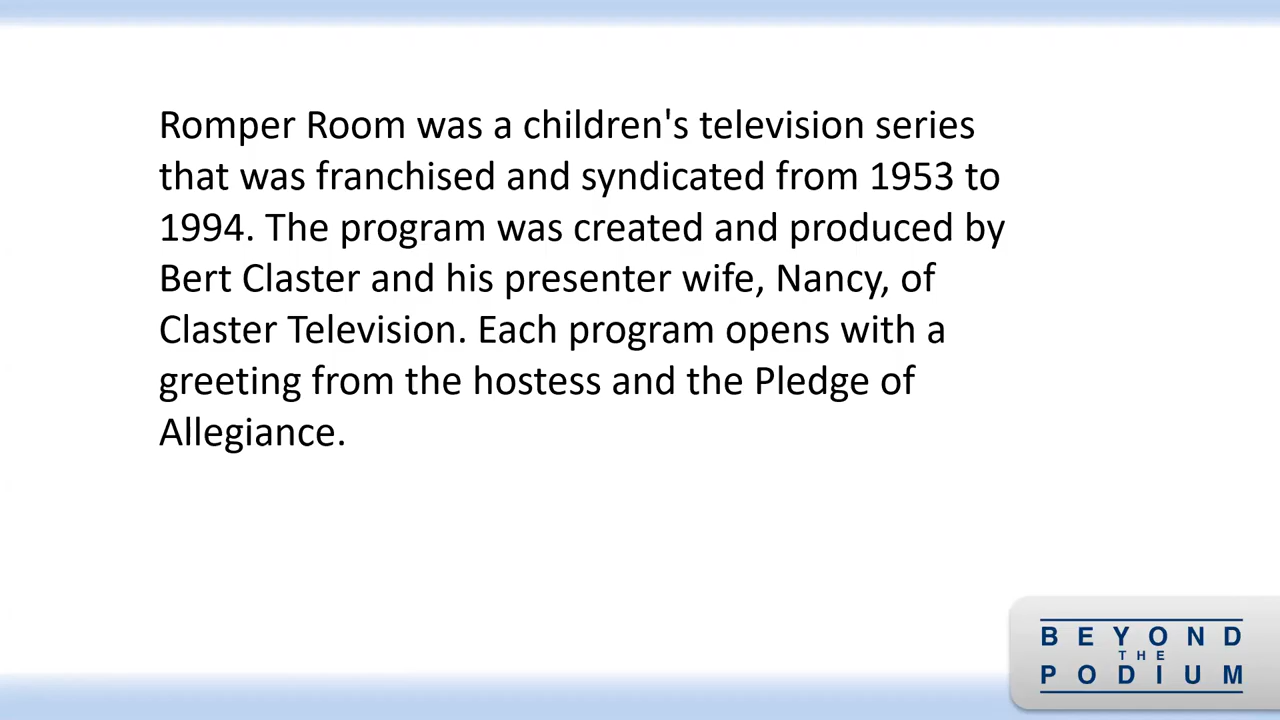 Romper Room was a children's television series
that was franchised and syndicated from 1953 to
1994. The program was created and produced by
Bert Claster and his presenter wife, Nancy, of
Claster Television. Each program opens with a
greeting from the hostess and the Pledge of
Allegiance.
BEYOND
THE
PODIUM